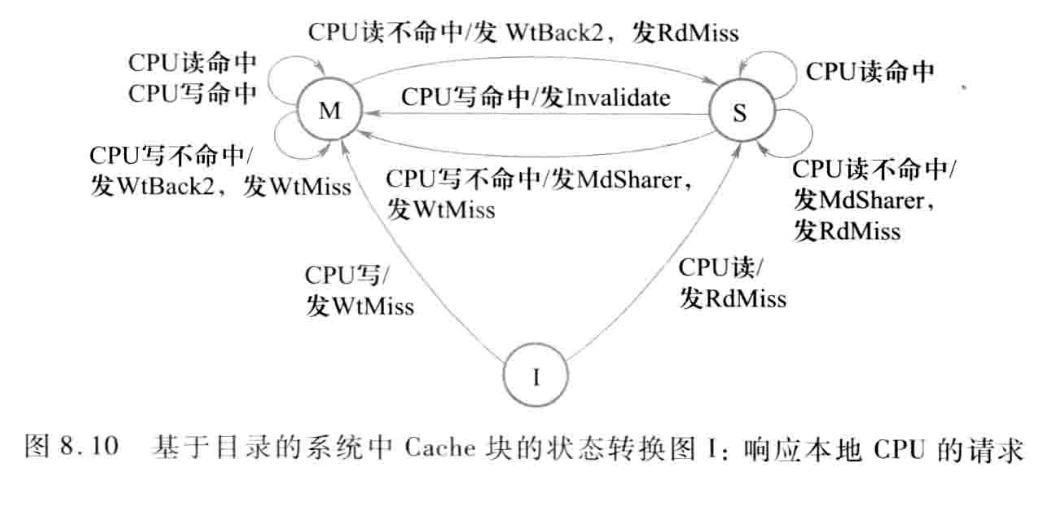 CPU读不命中/发 WtBack2，发RdMiss
CPU读命中
CPU写命中
CPU读命中
M
CPU写命中/发Invalidate
S
CPU写不命中/
发WtBack2，发WtMiss
CPU写不命中/发MdSharer,
发WtMiss
CPU读不命中/
发MdSharer,
发RdMiss
CPU写/
发WtMiss
CPU读/
发RdMiss
I
图 8.10 基于目录的系统中 Cache 块的状态转换图 I：响应本地 CPU 的请求